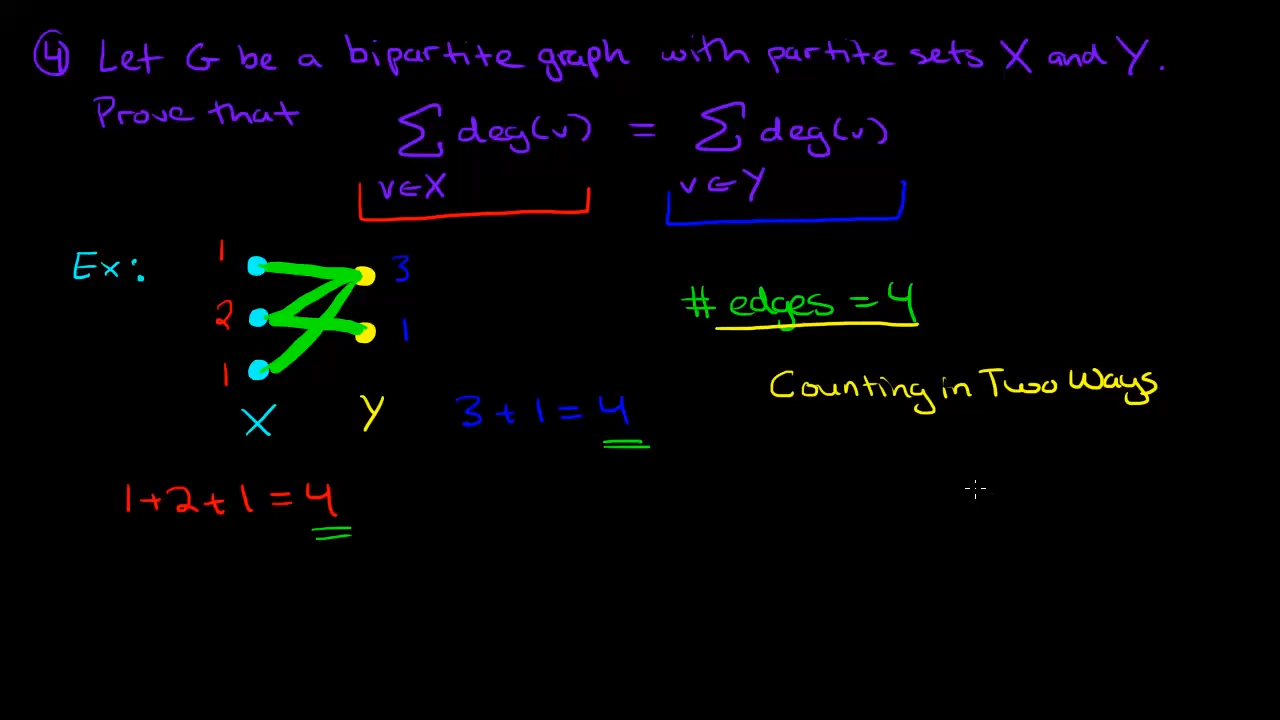 ④ Let G be a bipartite graph with partite sets X and Y.
Prove that ∑ deg(v) = ∑ deg(v)
v∈X v∈Y
Ex:
1 3
2 1
1
X Y
# edges = 4
Counting in Two Ways
3 + 1 = 4
1 + 2 + 1 = 4